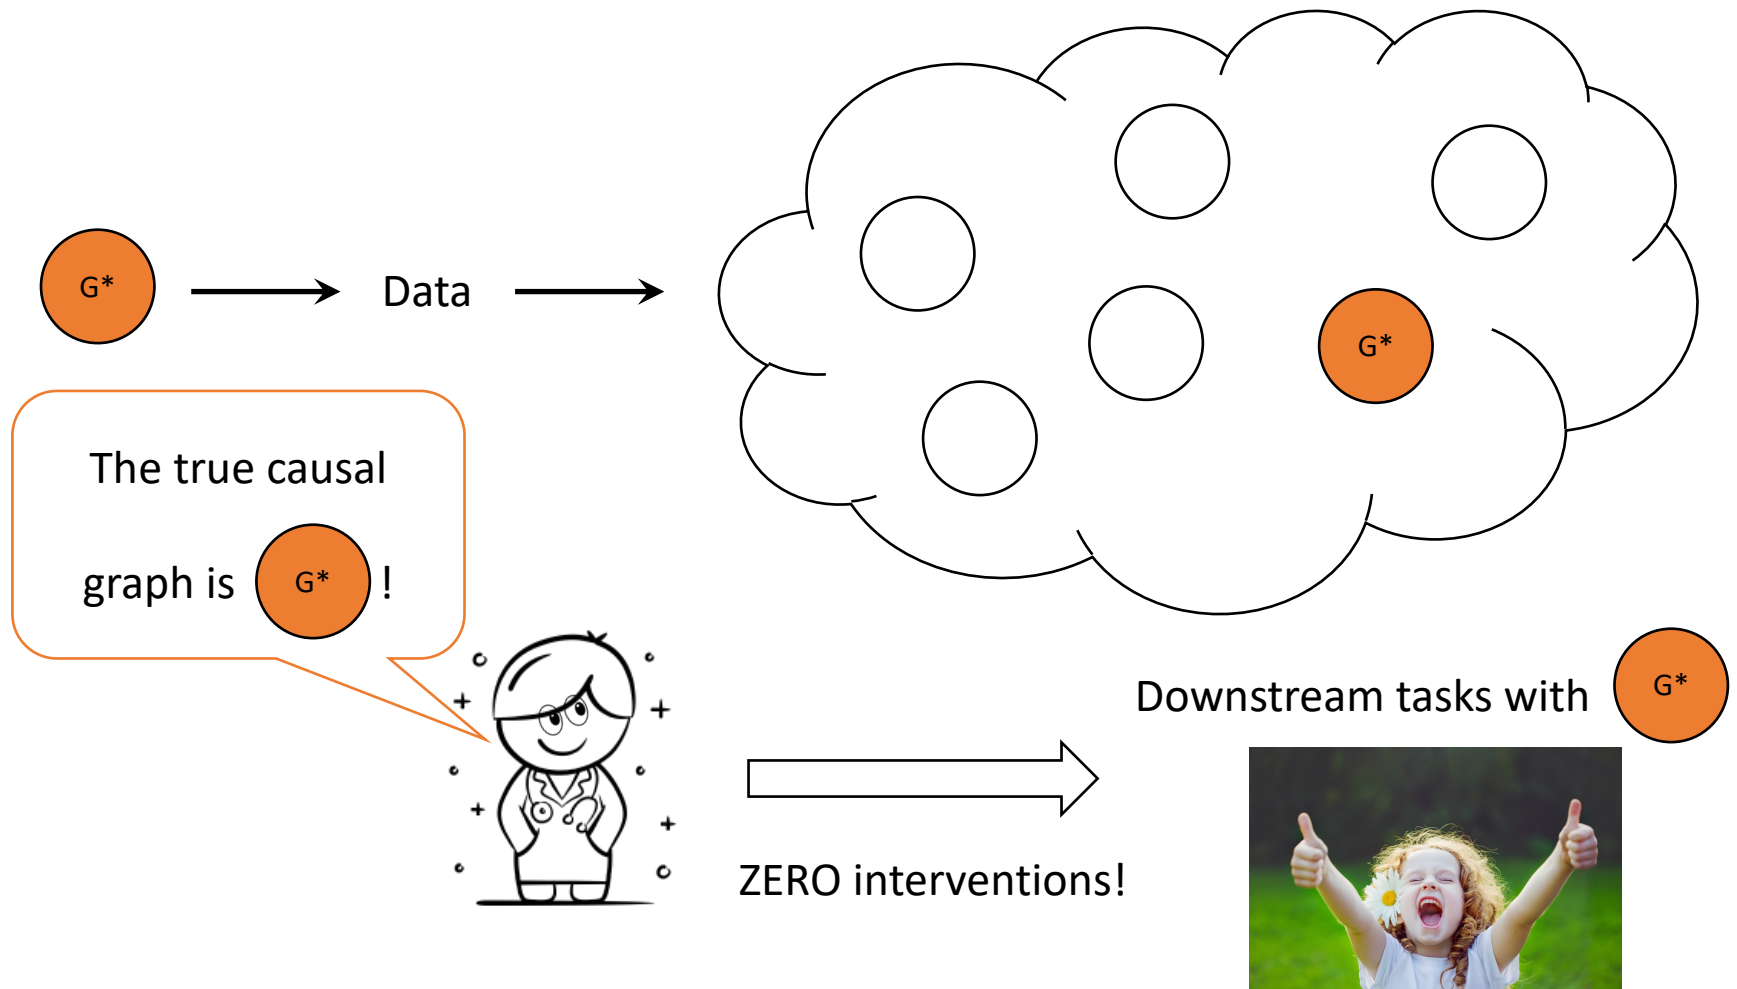 G*
Data
G*
The true causal
graph is G* !
Downstream tasks with G*
ZERO interventions!